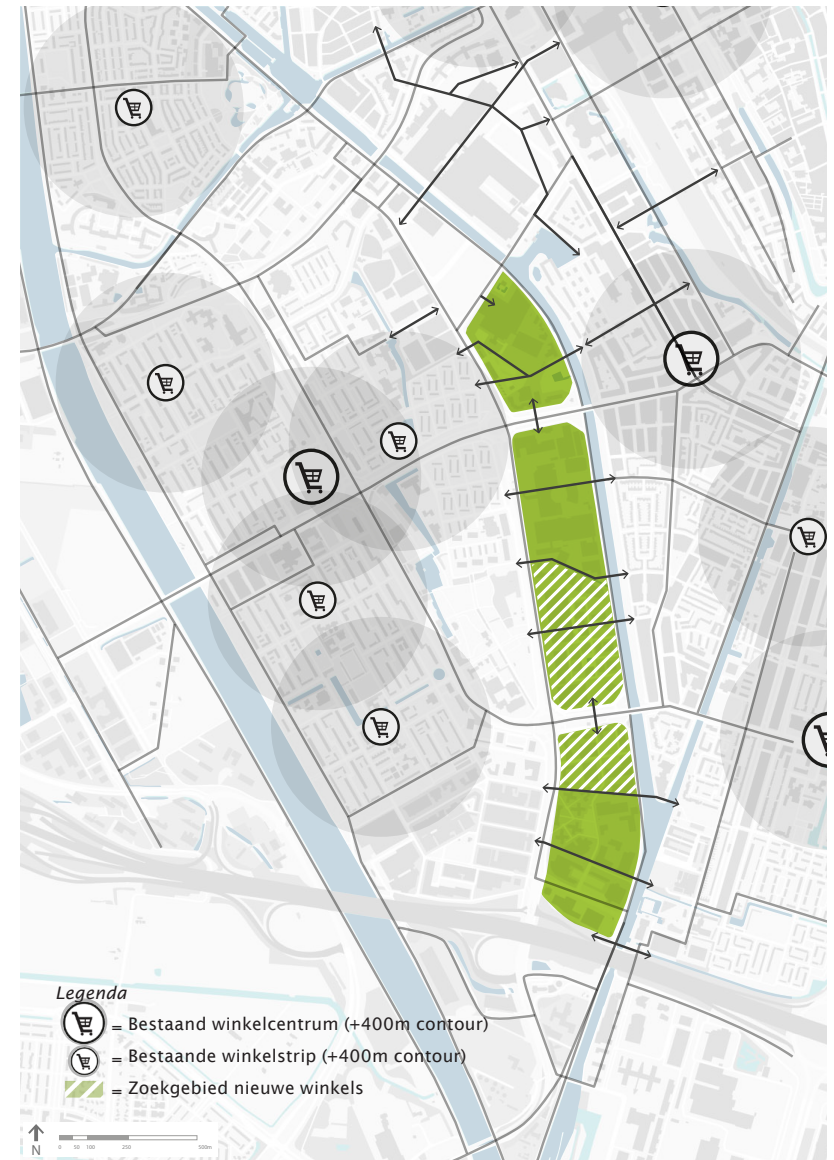 Legenda
= Bestaand winkelcentrum (+400m contour)
= Bestaande winkelstrip (+400m contour)
= Zoekgebied nieuwe winkels
N
0 50 100 250 500m